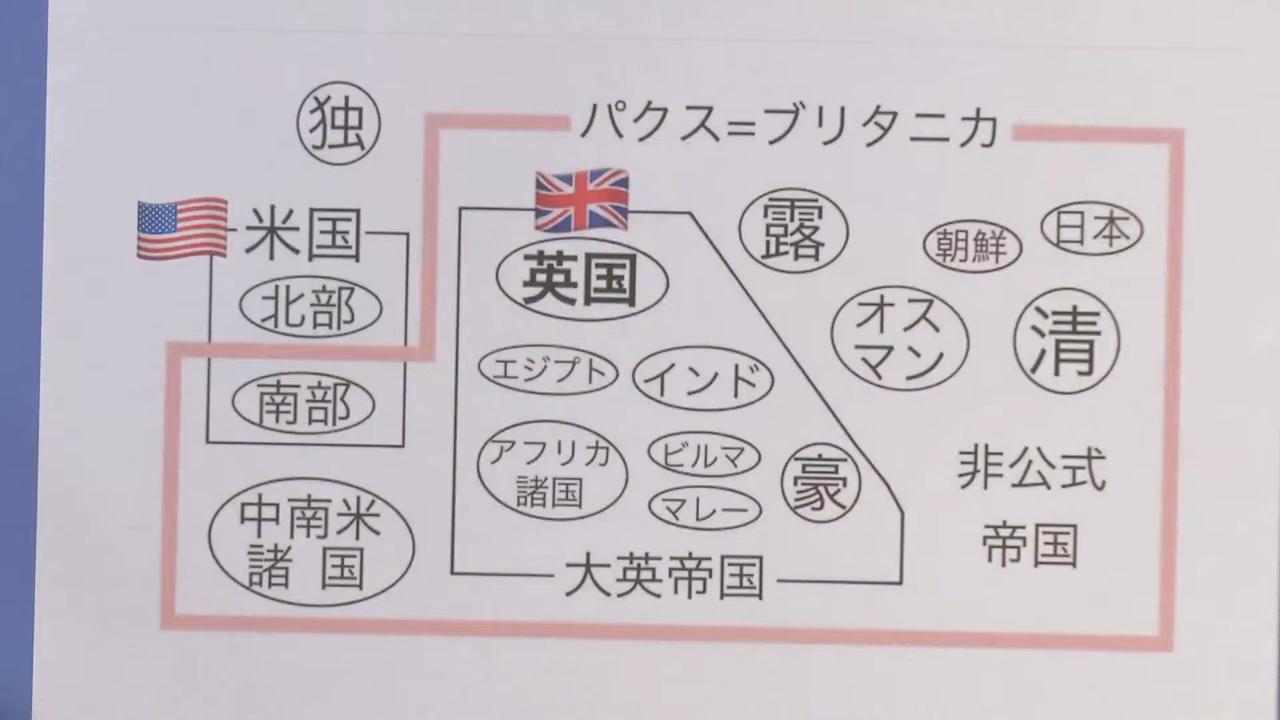 独
パクス=ブリタニカ
米国
北部
南部
中南米
諸国
英国
エジプト
インド
アフリカ
諸国
ビルマ
マレー
豪
大英帝国
露
朝鮮
日本
オス
マン
清
非公式
帝国